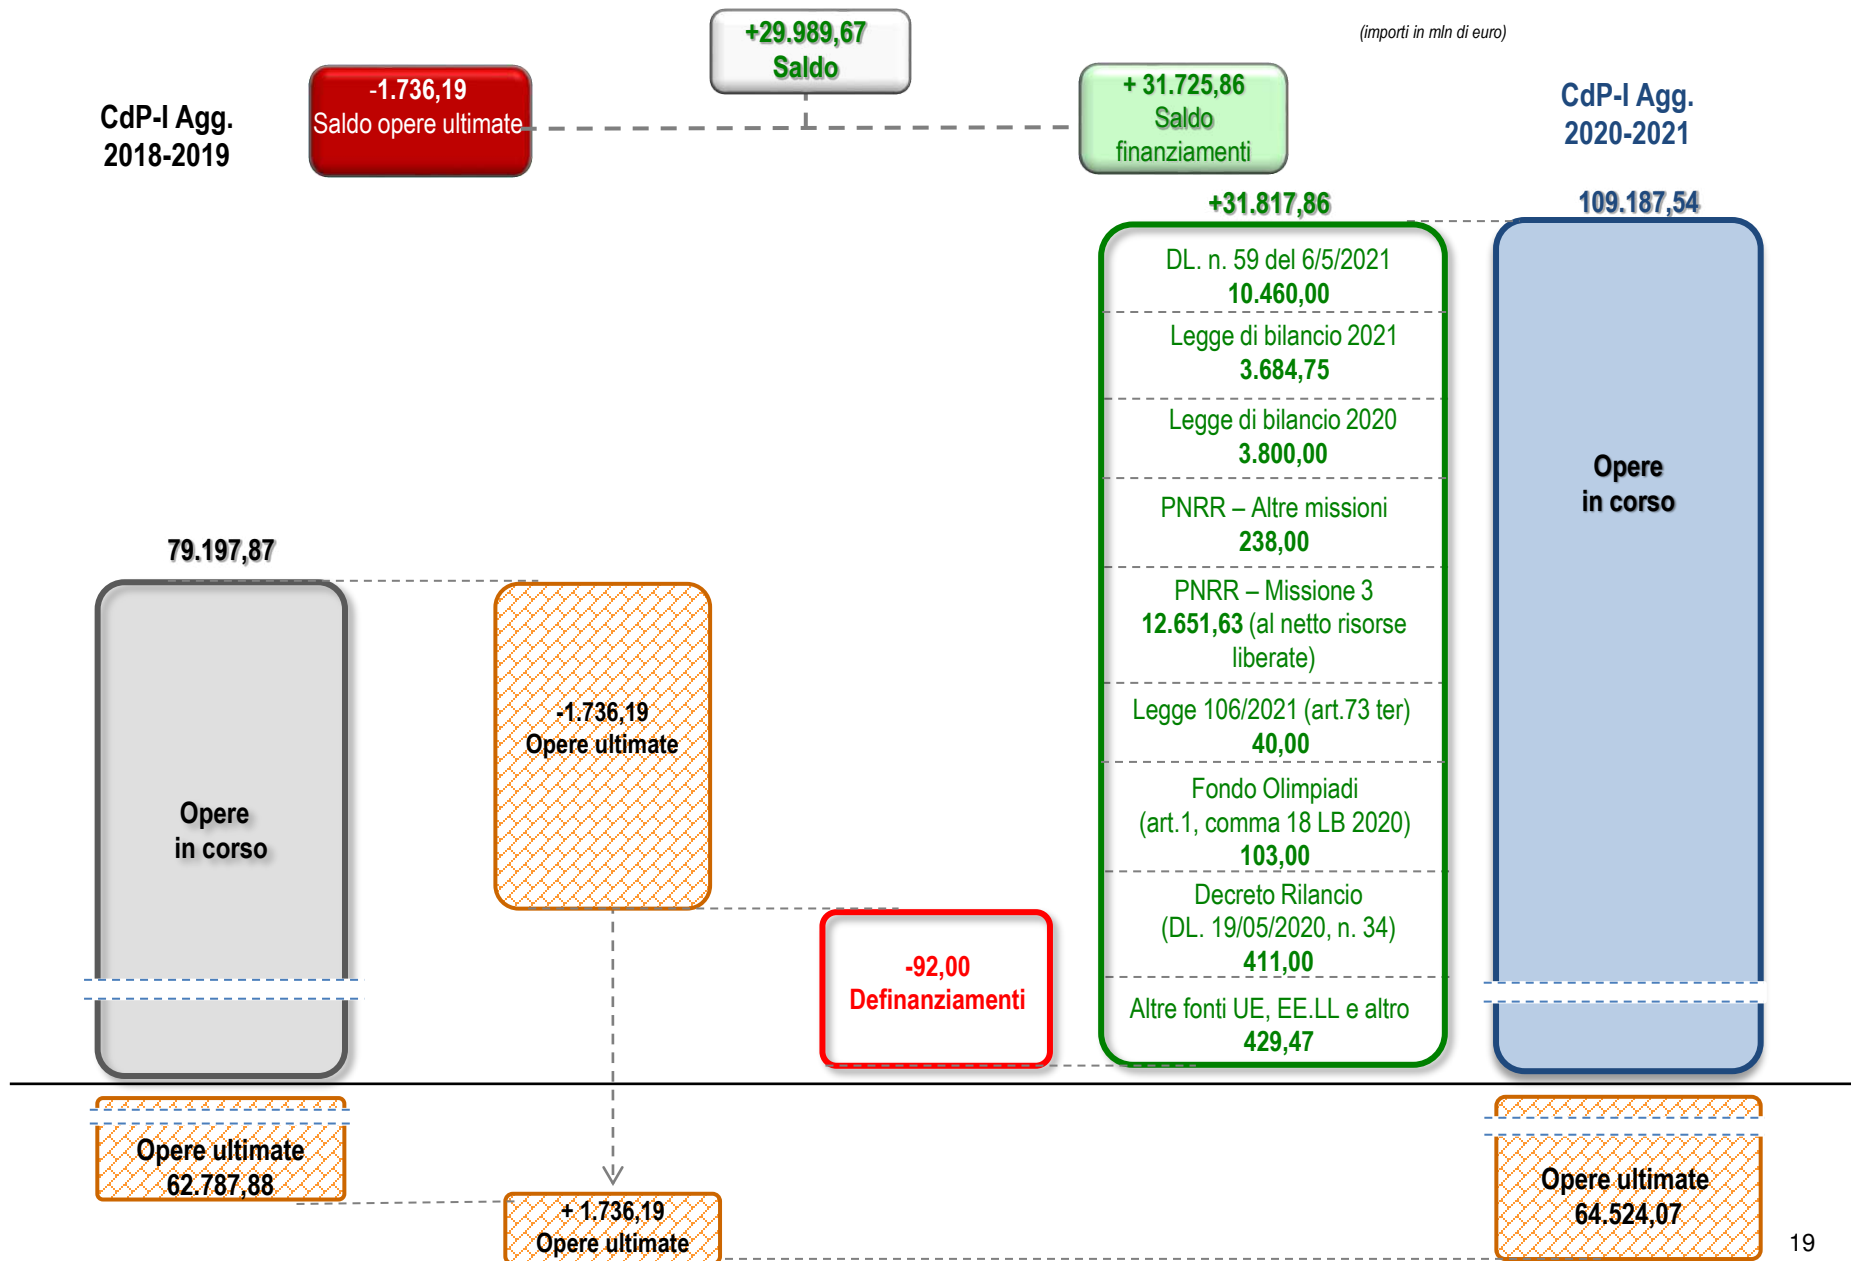 +29.989,67
Saldo
(importi in mln di euro)
-1.736,19
Saldo opere ultimate
+ 31.725,86
Saldo
finanziamenti
CdP-I Agg.
2018-2019
CdP-I Agg.
2020-2021
+31.817,86
109.187,54
DL. n. 59 del 6/5/2021
10.460,00
Legge di bilancio 2021
3.684,75
Legge di bilancio 2020
3.800,00
PNRR – Altre missioni
238,00
PNRR – Missione 3
12.651,63 (al netto risorse
liberate)
Legge 106/2021 (art.73 ter)
40,00
Fondo Olimpiadi
(art.1, comma 18 LB 2020)
103,00
Decreto Rilancio
(DL. 19/05/2020, n. 34)
411,00
Altre fonti UE, EE.LL e altro
429,47
Opere
in corso
79.197,87
Opere
in corso
-1.736,19
Opere ultimate
-92,00
Definanziamenti
Opere ultimate
62.787,88
+ 1.736,19
Opere ultimate
Opere ultimate
64.524,07
19